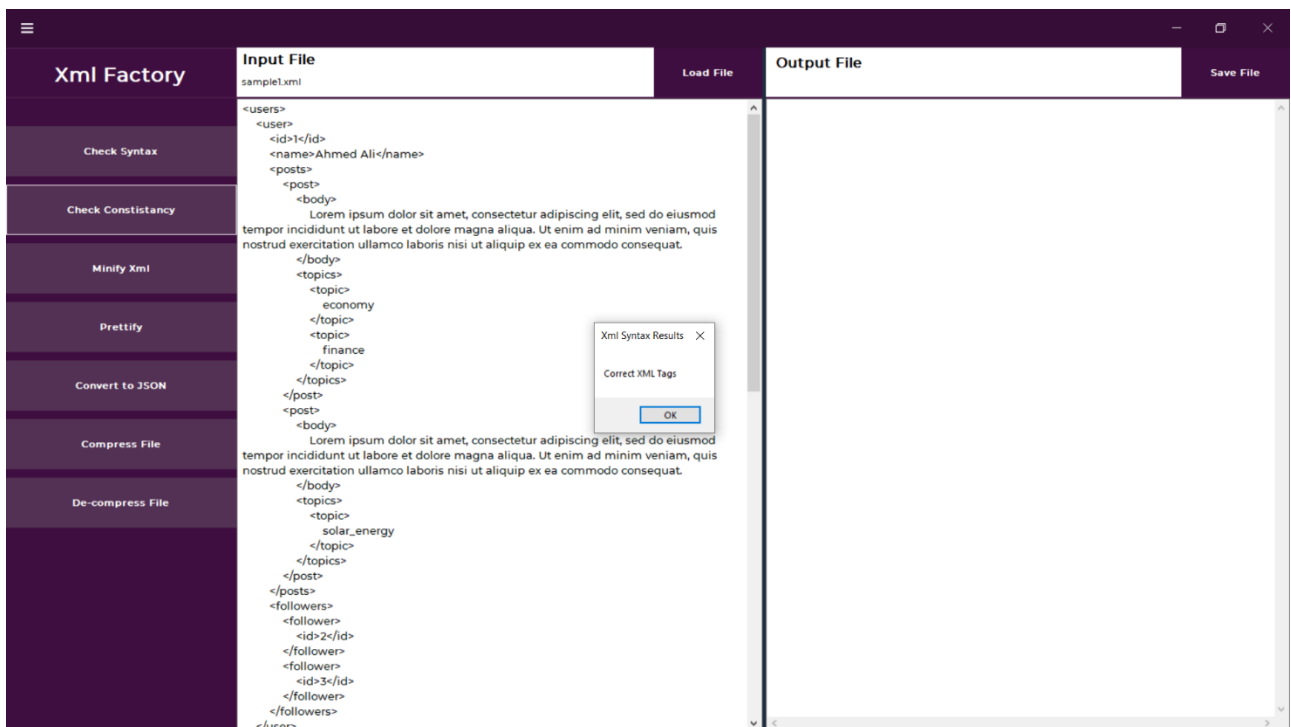 Xml Factory
Check Syntax
Check Constistancy
Minify Xml
Prettify
Convert to JSON
Compress File
De-compress File
Input File
sample1.xml
Load File
<users>
<user>
<id>1</id>
<name>Ahmed Ali</name>
<posts>
<post>
<body>
Lorem ipsum dolor sit amet, consectetur adipiscing elit, sed do eiusmod
tempor incididunt ut labore et dolore magna aliqua. Ut enim ad minim veniam, quis
nostrud exercitation ullamco laboris nisi ut aliquip ex ea commodo consequat.
</body>
<topics>
<topic>
economy
</topic>
<topic>
finance
</topic>
</topics>
</post>
<post>
<body>
Lorem ipsum dolor sit amet, consectetur adipiscing elit, sed do eiusmod
tempor incididunt ut labore et dolore magna aliqua. Ut enim ad minim veniam, quis
nostrud exercitation ullamco laboris nisi ut aliquip ex ea commodo consequat.
</body>
<topics>
<topic>
solar_energy
</topic>
</topics>
</post>
</posts>
<followers>
<follower>
<id>2</id>
</follower>
<follower>
<id>3</id>
</follower>
</followers>
</user>
Xml Syntax Results
Correct XML Tags
OK
Output File
Save File